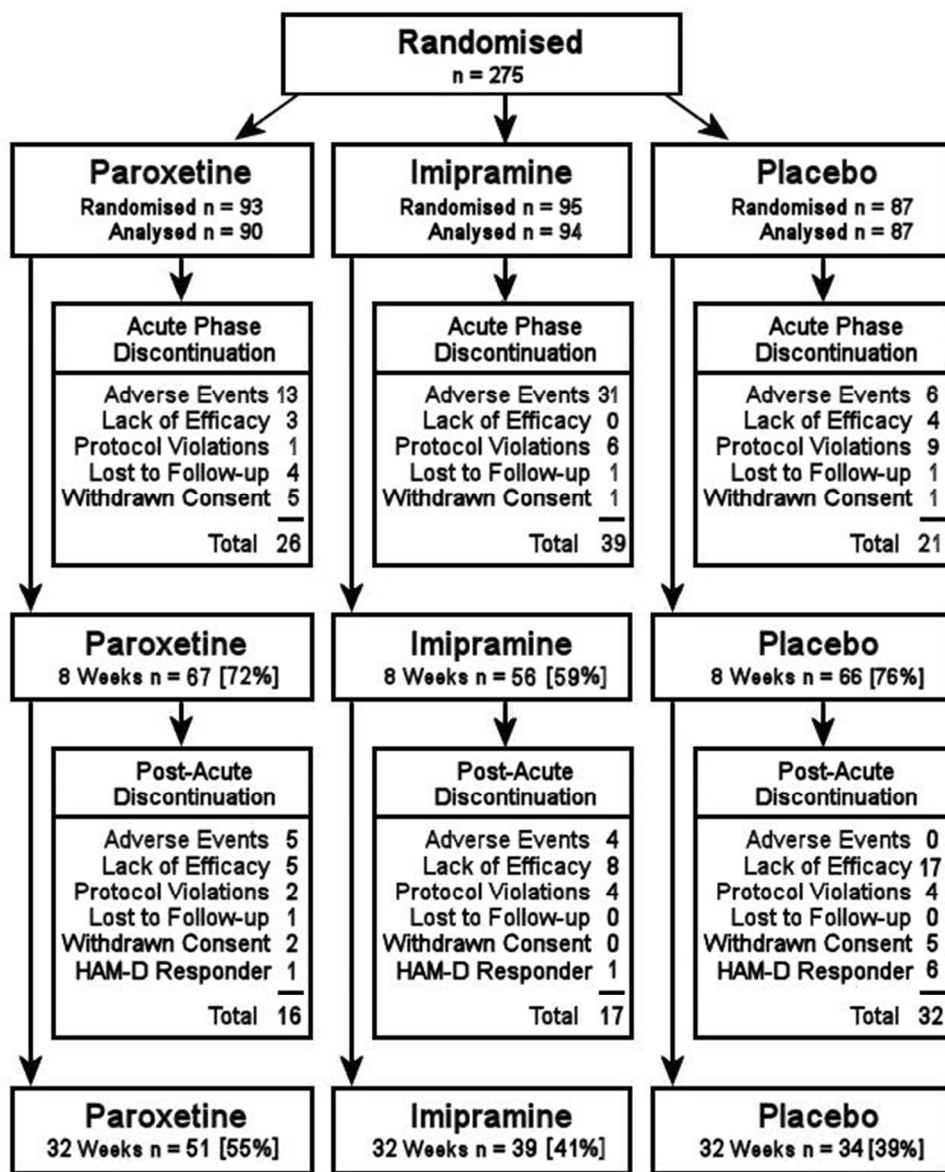 Randomised
n = 275
Paroxetine
Randomised n = 93
Analysed n = 90
Imipramine
Randomised n = 95
Analysed n = 94
Placebo
Randomised n = 87
Analysed n = 87
Acute Phase
Discontinuation
Adverse Events 13
Lack of Efficacy 3
Protocol Violations 1
Lost to Follow-up 4
Withdrawn Consent 5
Total 26
Acute Phase
Discontinuation
Adverse Events 31
Lack of Efficacy 0
Protocol Violations 6
Lost to Follow-up 1
Withdrawn Consent 1
Total 39
Acute Phase
Discontinuation
Adverse Events 6
Lack of Efficacy 4
Protocol Violations 9
Lost to Follow-up 1
Withdrawn Consent 1
Total 21
Paroxetine
8 Weeks n = 67 [72%]
Imipramine
8 Weeks n = 56 [59%]
Placebo
8 Weeks n = 66 [76%]
Post-Acute
Discontinuation
Adverse Events 5
Lack of Efficacy 5
Protocol Violations 2
Lost to Follow-up 1
Withdrawn Consent 2
HAM-D Responder 1
Total 16
Post-Acute
Discontinuation
Adverse Events 4
Lack of Efficacy 8
Protocol Violations 4
Lost to Follow-up 0
Withdrawn Consent 0
HAM-D Responder 1
Total 17
Post-Acute
Discontinuation
Adverse Events 0
Lack of Efficacy 17
Protocol Violations 4
Lost to Follow-up 0
Withdrawn Consent 5
HAM-D Responder 6
Total 32
Paroxetine
32 Weeks n = 51 [55%]
Imipramine
32 Weeks n = 39 [41%]
Placebo
32 Weeks n = 34 [39%]